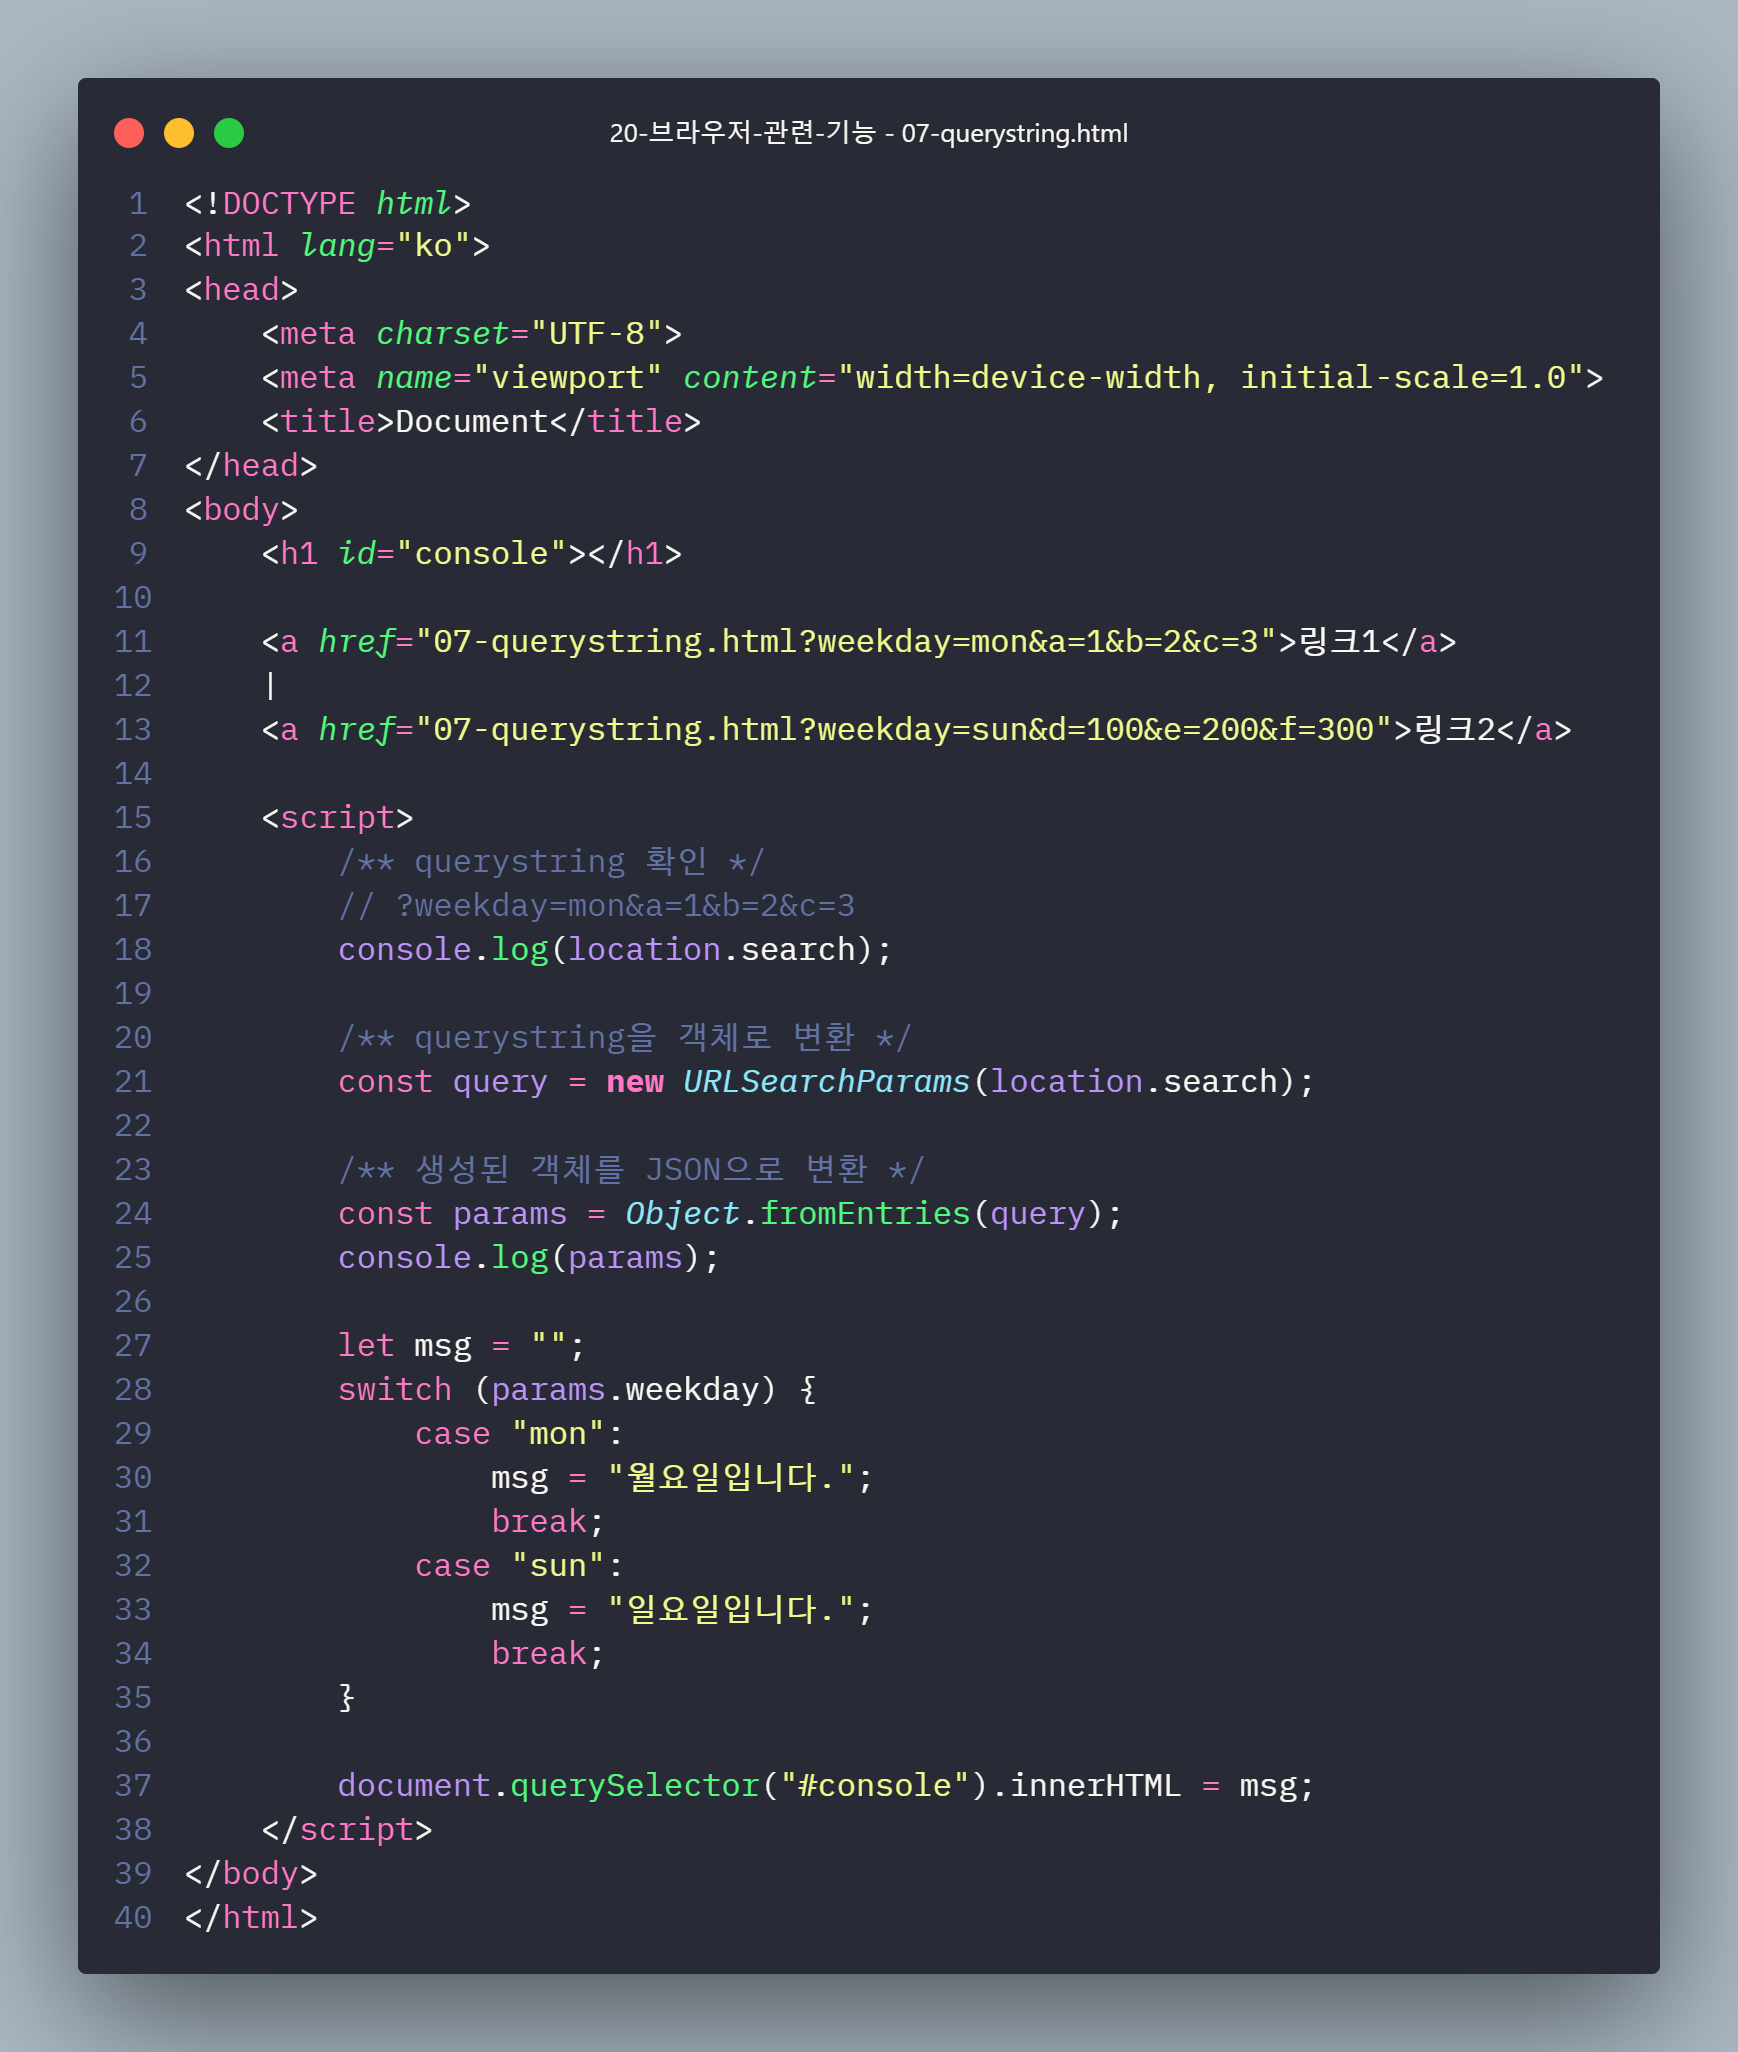 20-브라우저-관련-기능 - 07-querystring.html
1 <!DOCTYPE html>
2 <html lang="ko">
3 <head>
4     <meta charset="UTF-8">
5     <meta name="viewport" content="width=device-width, initial-scale=1.0">
6     <title>Document</title>
7 </head>
8 <body>
9     <h1 id="console"></h1>
10
11     <a href="07-querystring.html?weekday=mon&a=1&b=2&c=3">링크1</a>
12     |
13     <a href="07-querystring.html?weekday=sun&d=100&e=200&f=300">링크2</a>
14
15     <script>
16         /** querystring 확인 */
17         // ?weekday=mon&a=1&b=2&c=3
18         console.log(location.search);
19
20         /** querystring을 객체로 변환 */
21         const query = new URLSearchParams(location.search);
22
23         /** 생성된 객체를 JSON으로 변환 */
24         const params = Object.fromEntries(query);
25         console.log(params);
26
27         let msg = "";
28         switch (params.weekday) {
29             case "mon":
30                 msg = "월요일입니다.";
31                 break;
32             case "sun":
33                 msg = "일요일입니다.";
34                 break;
35         }
36
37         document.querySelector("#console").innerHTML = msg;
38     </script>
39 </body>
40 </html>